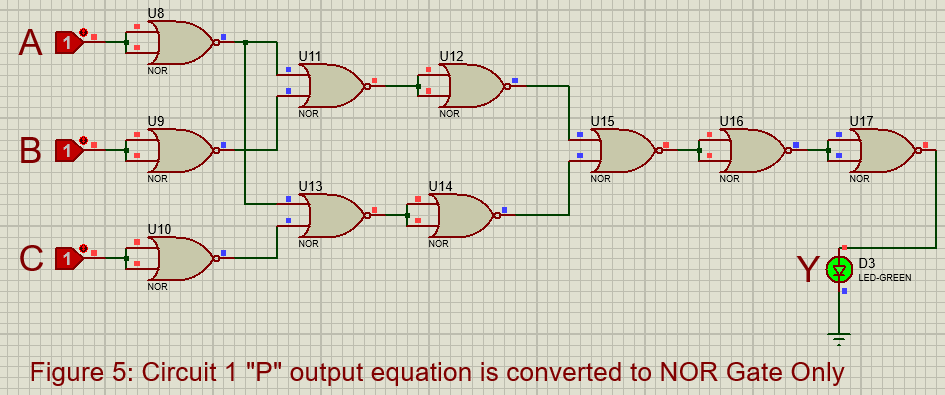 U8
A 1
NOR
U11
U12
NOR
NOR
U9
B 1
NOR
U15
U16
U17
NOR
NOR
NOR
U13
U14
NOR
NOR
U10
C 1
NOR
Y
D3
LED-GREEN
Figure 5: Circuit 1 "P" output equation is converted to NOR Gate Only